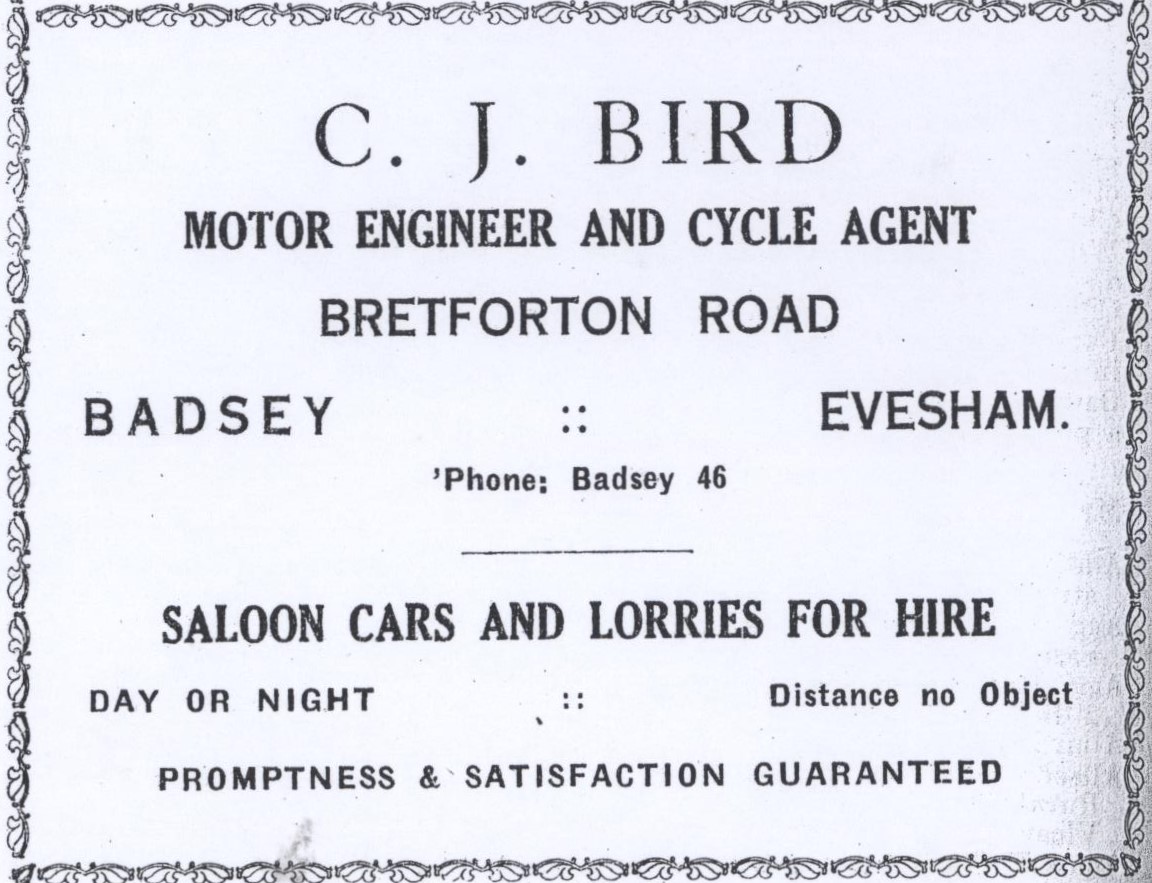 C. J. BIRD
MOTOR ENGINEER AND CYCLE AGENT
BRETFORTON ROAD
BADSEY :: EVESHAM.
'Phone: Badsey 46
SALOON CARS AND LORRIES FOR HIRE
DAY OR NIGHT :: Distance no Object
PROMPTNESS & SATISFACTION GUARANTEED